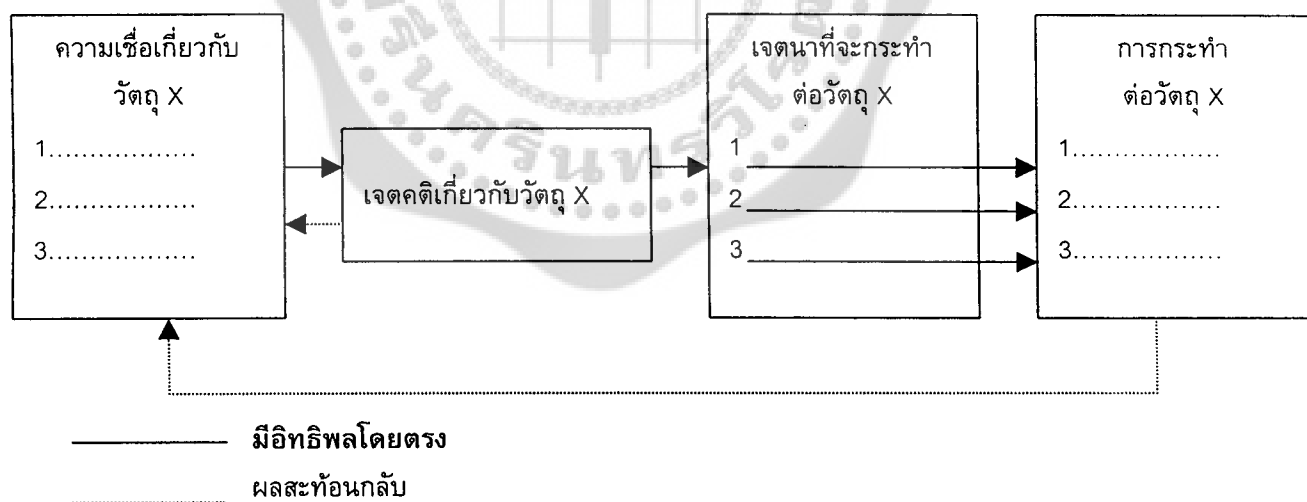 ความเชื่อเกี่ยวกับ
วัตถุ X
1..................
2..................
3..................
เจตคติเกี่ยวกับวัตถุ X
เจตนาที่จะกระทำ
ต่อวัตถุ X
1
2
3
การกระทำ
ต่อวัตถุ X
1..................
2..................
3..................
มีอิทธิพลโดยตรง
ผลสะท้อนกลับ